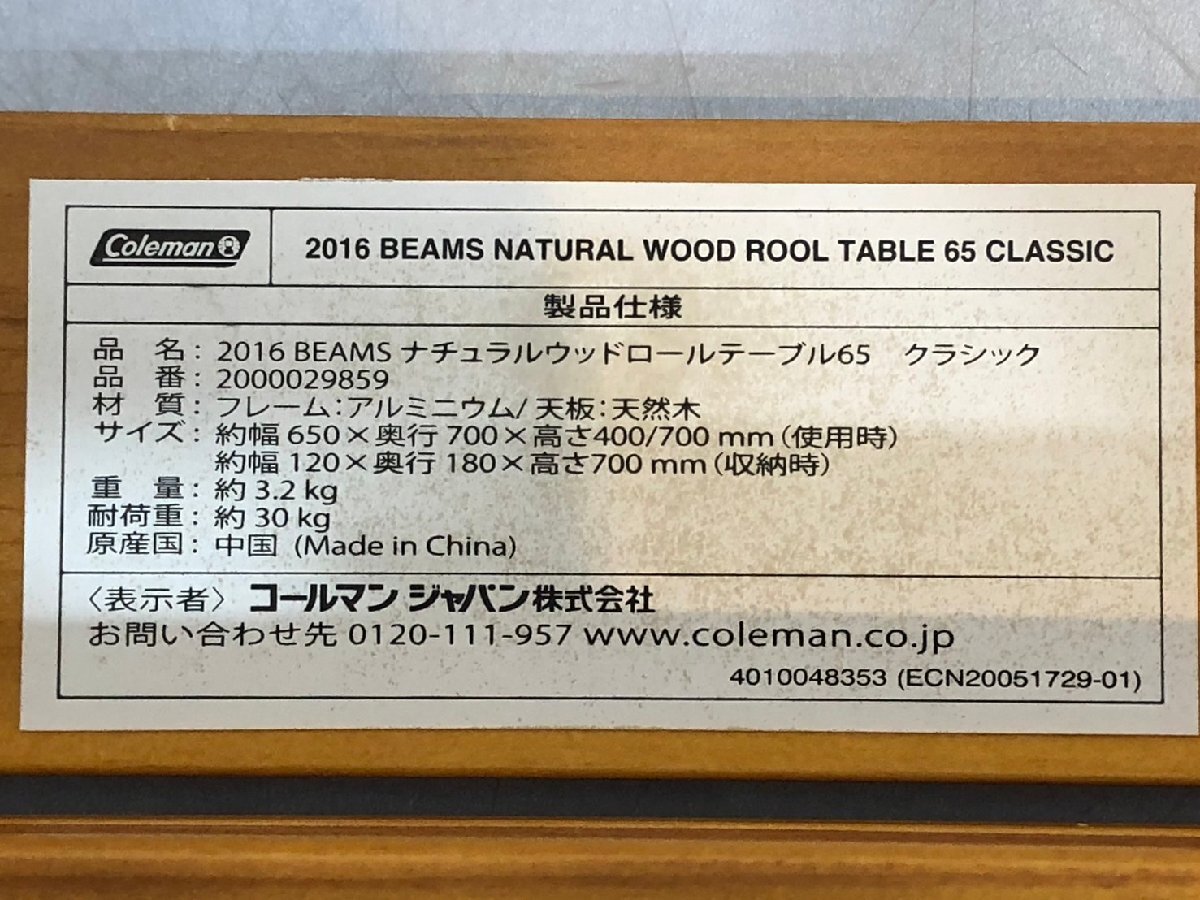 Coleman
2016 BEAMS NATURAL WOOD ROOL TABLE 65 CLASSIC
製品仕様
品 名: 2016 BEAMS ナチュラルウッドロールテーブル65 クラシック
品 番: 2000029859
材 質: フレーム:アルミニウム/ 天板:天然木
サイズ: 約幅 650×奥行 700×高さ400/700 mm (使用時)
約幅 120×奥行 180×高さ700 mm (収納時)
重 量: 約 3.2 kg
耐荷重: 約 30 kg
原産国: 中国 (Made in China)
〈表示者〉 コールマン ジャパン株式会社
お問い合わせ先 0120-111-957 www.coleman.co.jp
4010048353 (ECN20051729-01)